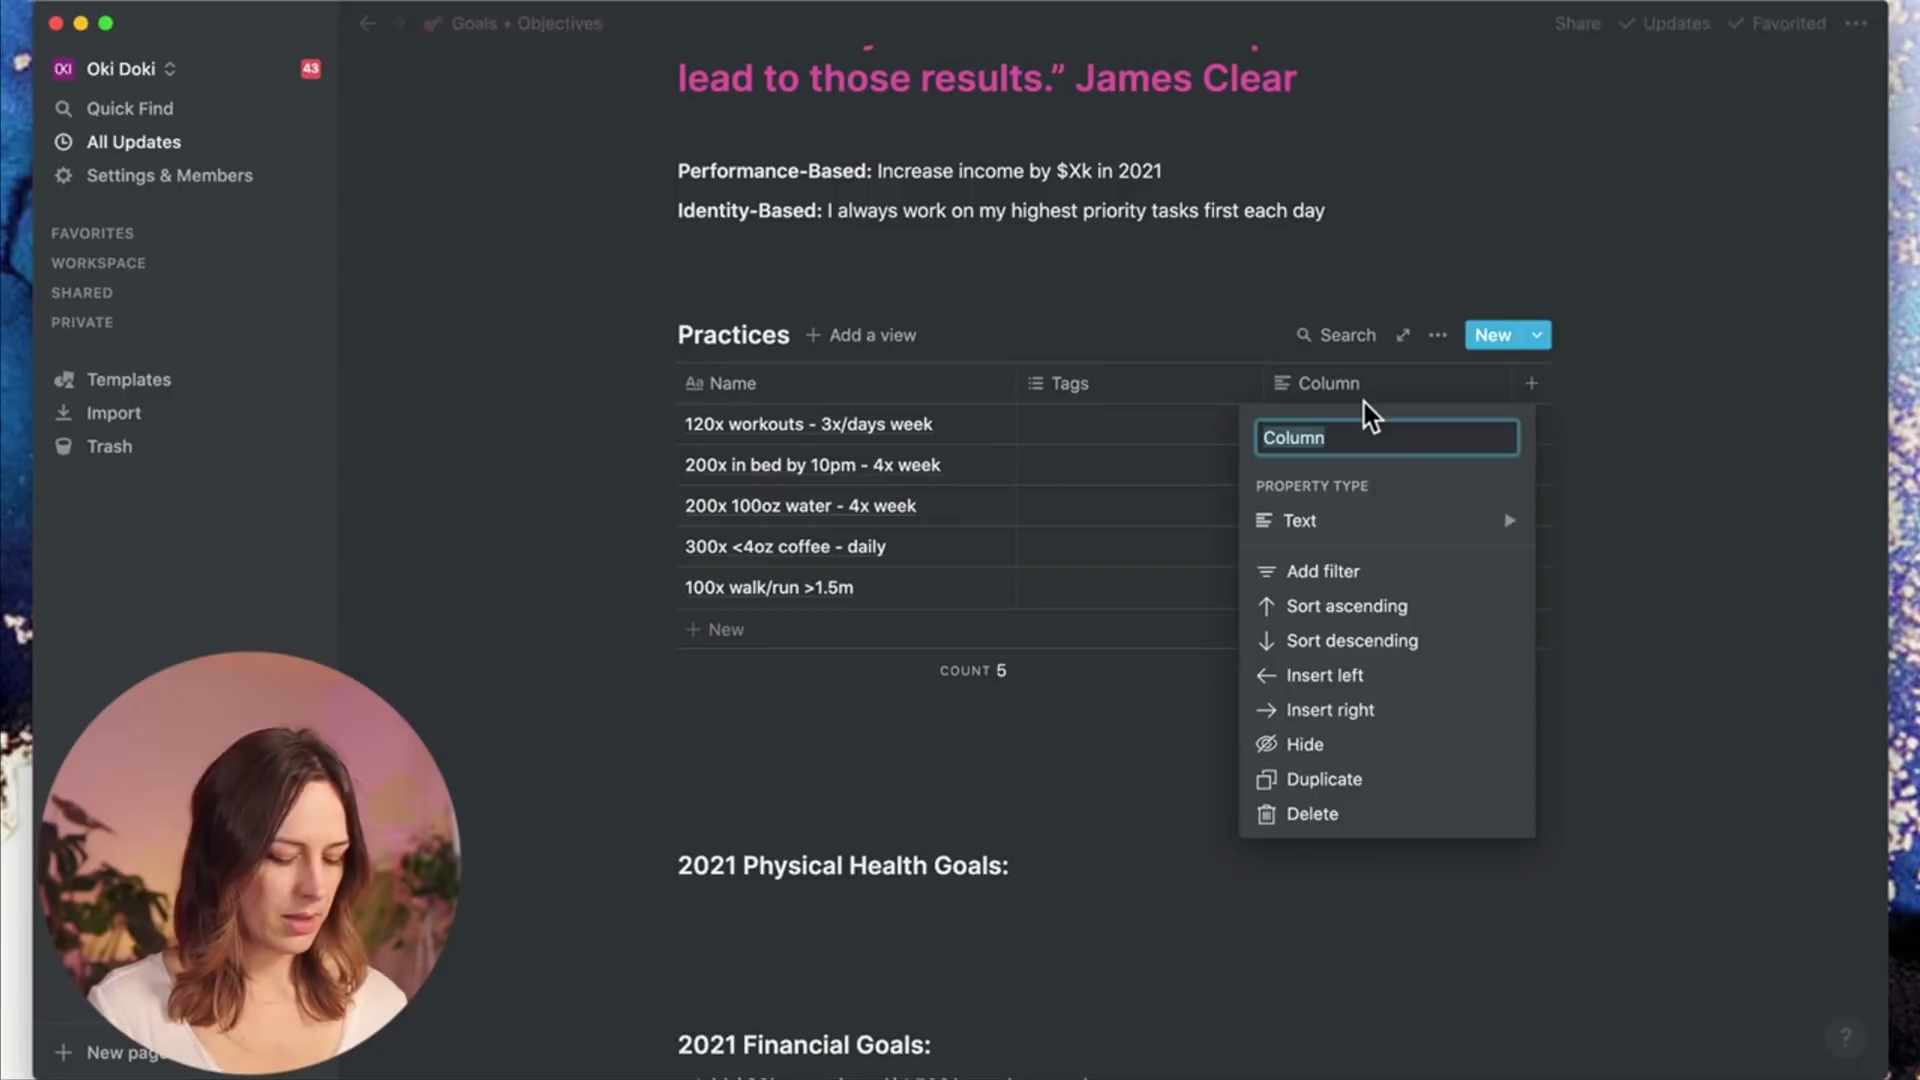 Goals + Objectives
Share
Updates
Favorited
OKI
Oki Doki
43
Quick Find
All Updates
Settings & Members
FAVORITES
WORKSPACE
SHARED
PRIVATE
Templates
Import
Trash
New pag
lead to those results.” James Clear
Performance-Based: Increase income by $Xk in 2021
Identity-Based: I always work on my highest priority tasks first each day
Practices
Add a view
Search
New
Aa Name
Tags
Column
120x workouts - 3x/days week
200x in bed by 10pm - 4x week
200x 100oz water - 4x week
300x <4oz coffee - daily
100x walk/run >1.5m
New
COUNT 5
Column
PROPERTY TYPE
Text
Add filter
Sort ascending
Sort descending
Insert left
Insert right
Hide
Duplicate
Delete
2021 Physical Health Goals:
2021 Financial Goals:
?